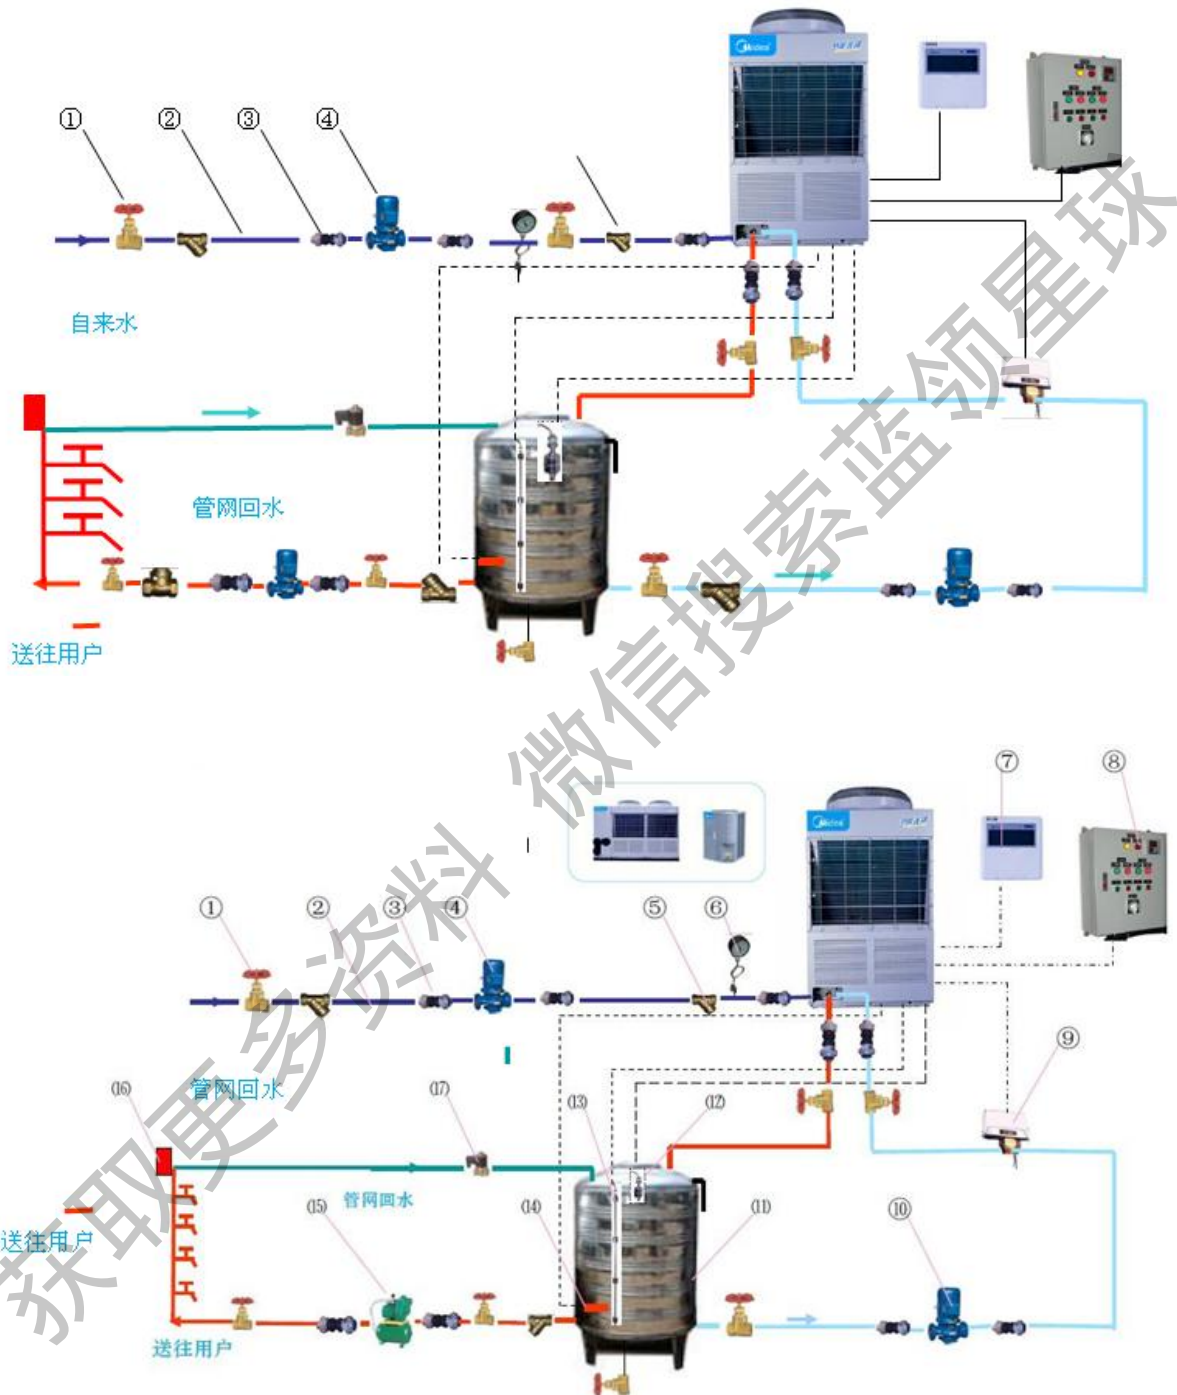 Midea
① ② ③ ④
自来水
管网回水
送往用户
⑦ ⑧
Midea
① ② ③ ④ ⑤ ⑥
⑨
管网回水
⒃ ⒄ ⒀ ⑿
管网回水
送往用户
⒂ ⒁ ⑾ ⑩
送往用户
获取更多资料 微信搜索蓝领星球